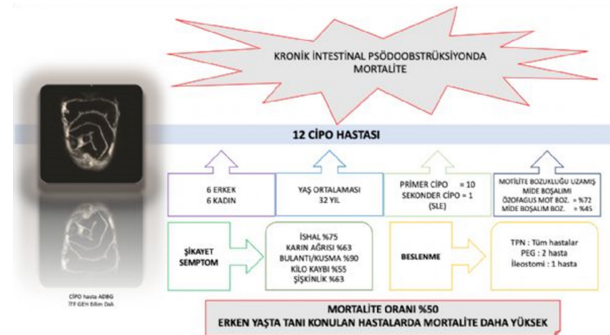 KRONİK İNTESTİNAL PSÖDOOBSTRÜKSİYONDA
MORTALİTE
12 CİPO HASTASI
6 ERKEK
6 KADIN
YAŞ ORTALAMASI
32 YIL
PRİMER CİPO = 10
SEKONDER CİPO = 1
(SLE)
MOTİLİTE BOZUKLUĞU UZAMIŞ
MİDE BOŞALIMI
ÖZOFAGUS MOT BOZ. = %72
MİDE BOŞALIM BOZ. = %45
ŞİKAYET
SEMPTOM
İSHAL %75
KARIN AĞRISI %63
BULANTI/KUSMA %90
KİLO KAYBI %55
ŞİŞKİNLİK %63
BESLENME
TPN : Tüm hastalar
PEG : 2 hasta
İleostomi : 1 hasta
CİPO hasta ADBG
İTF GEH Bilim Dalı
MORTALİTE ORANI %50
ERKEN YAŞTA TANI KONULAN HASTALARDA MORTALİTE DAHA YÜKSEK